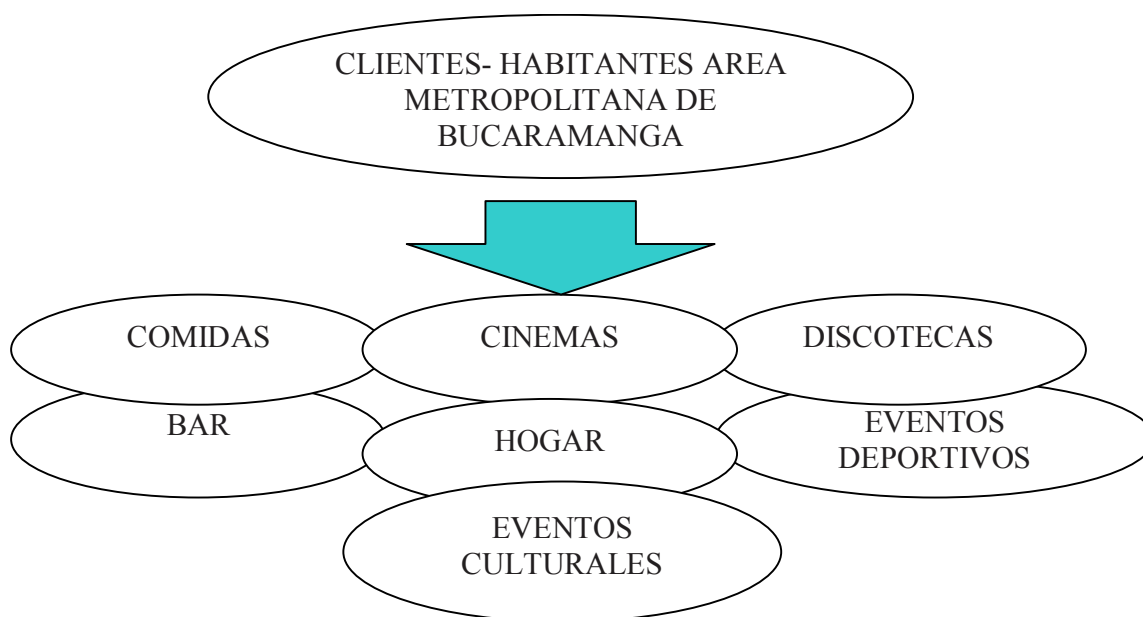 CLIENTES- HABITANTES AREA
METROPOLITANA DE
BUCARAMANGA
COMIDAS
CINEMAS
DISCOTECAS
BAR
HOGAR
EVENTOS
DEPORTIVOS
EVENTOS
CULTURALES